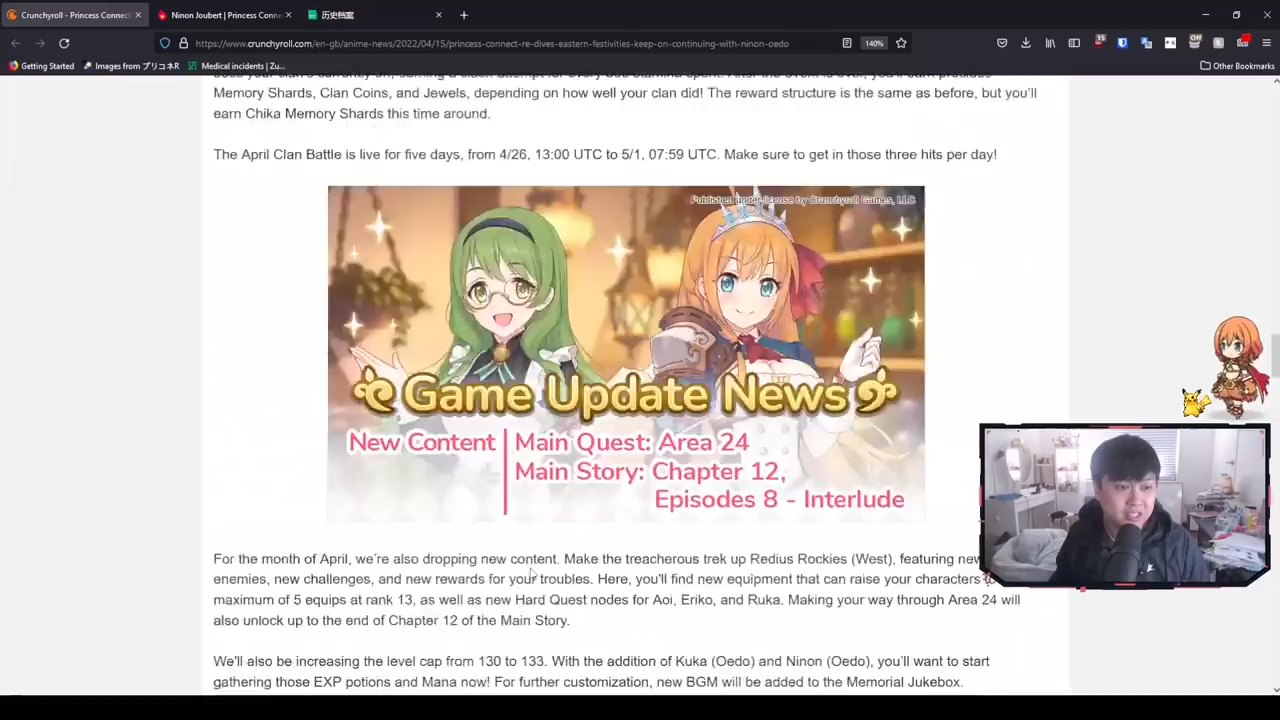 Crunchyroll - Princess Connect
Ninon Joubert | Princess Conne
历史档案
https://www.crunchyroll.com/en-gb/anime-news/2022/04/15/princess-connect-re-dives-eastern-festivities-keep-on-continuing-with-ninon-oedo
140%
15
Off
Getting Started
Images from プリコネR
Medical incidents | Zu...
Other Bookmarks
Memory Shards, Clan Coins, and Jewels, depending on how well your clan did! The reward structure is the same as before, but you'll
earn Chika Memory Shards this time around.
The April Clan Battle is live for five days, from 4/26, 13:00 UTC to 5/1, 07:59 UTC. Make sure to get in those three hits per day!
Published under license by Crunchyroll Games, LLC
Game Update News
New Content
Main Quest: Area 24
Main Story: Chapter 12,
Episodes 8 - Interlude
For the month of April, we're also dropping new content. Make the treacherous trek up Redius Rockies (West), featuring new
enemies, new challenges, and new rewards for your troubles. Here, you'll find new equipment that can raise your characters
maximum of 5 equips at rank 13, as well as new Hard Quest nodes for Aoi, Eriko, and Ruka. Making your way through Area 24 will
also unlock up to the end of Chapter 12 of the Main Story.
We'll also be increasing the level cap from 130 to 133. With the addition of Kuka (Oedo) and Ninon (Oedo), you'll want to start
gathering those EXP potions and Mana now! For further customization, new BGM will be added to the Memorial Jukebox.